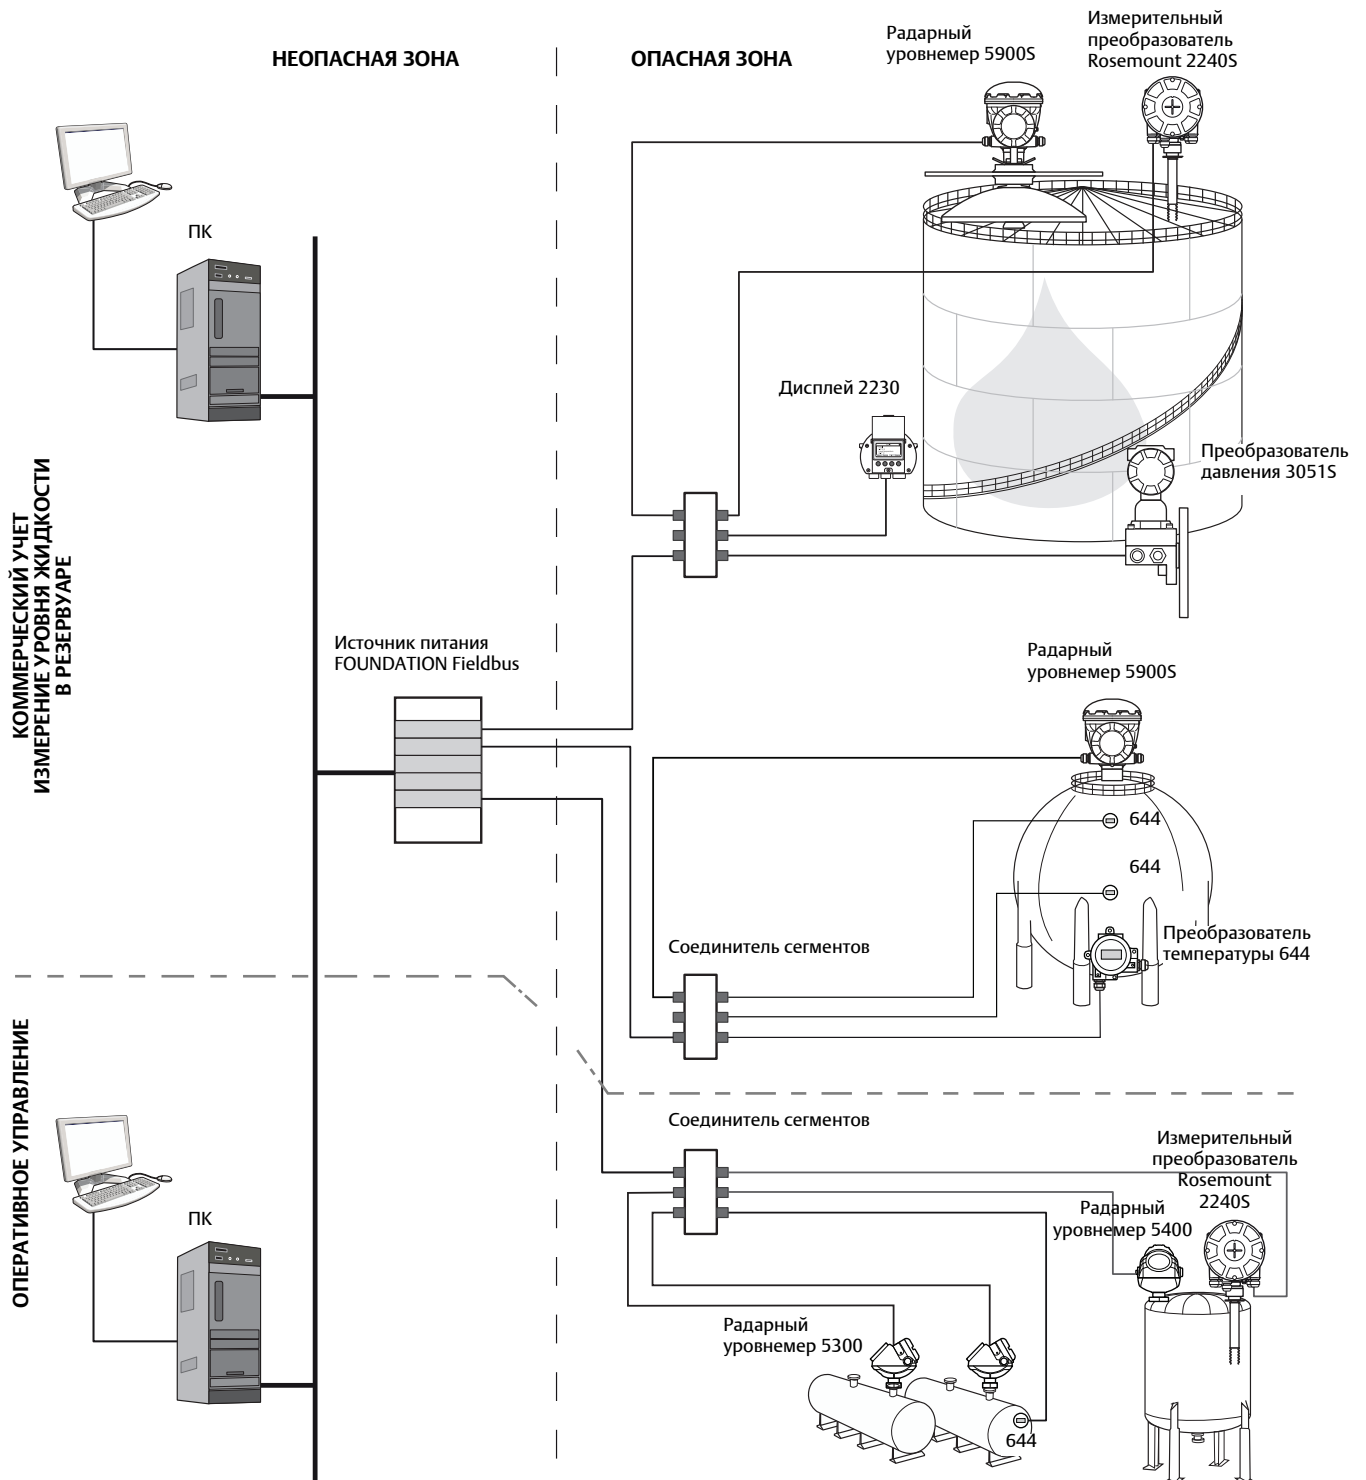 НЕОПАСНАЯ ЗОНА
ОПАСНАЯ ЗОНА
Радарный
уровнемер 5900S
Измерительный
преобразователь
Rosemount 2240S
ПК
Дисплей 2230
Преобразователь
давления 3051S
КОММЕРЧЕСКИЙ УЧЕТ
ИЗМЕРЕНИЕ УРОВНЯ ЖИДКОСТИ
В РЕЗЕРВУАРЕ
Источник питания
FOUNDATION Fieldbus
Радарный
уровнемер 5900S
644
644
Преобразователь
температуры 644
Соединитель сегментов
ОПЕРАТИВНОЕ УПРАВЛЕНИЕ
Соединитель сегментов
Измерительный
преобразователь
Rosemount
2240S
Радарный
уровнемер 5400
ПК
Радарный
уровнемер 5300
644